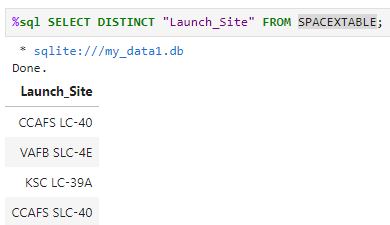 %sql SELECT DISTINCT "Launch_Site" FROM SPACEXTABLE;
* sqlite:///my_data1.db
Done.
Launch_Site
CCAFS LC-40
VAFB SLC-4E
KSC LC-39A
CCAFS SLC-40